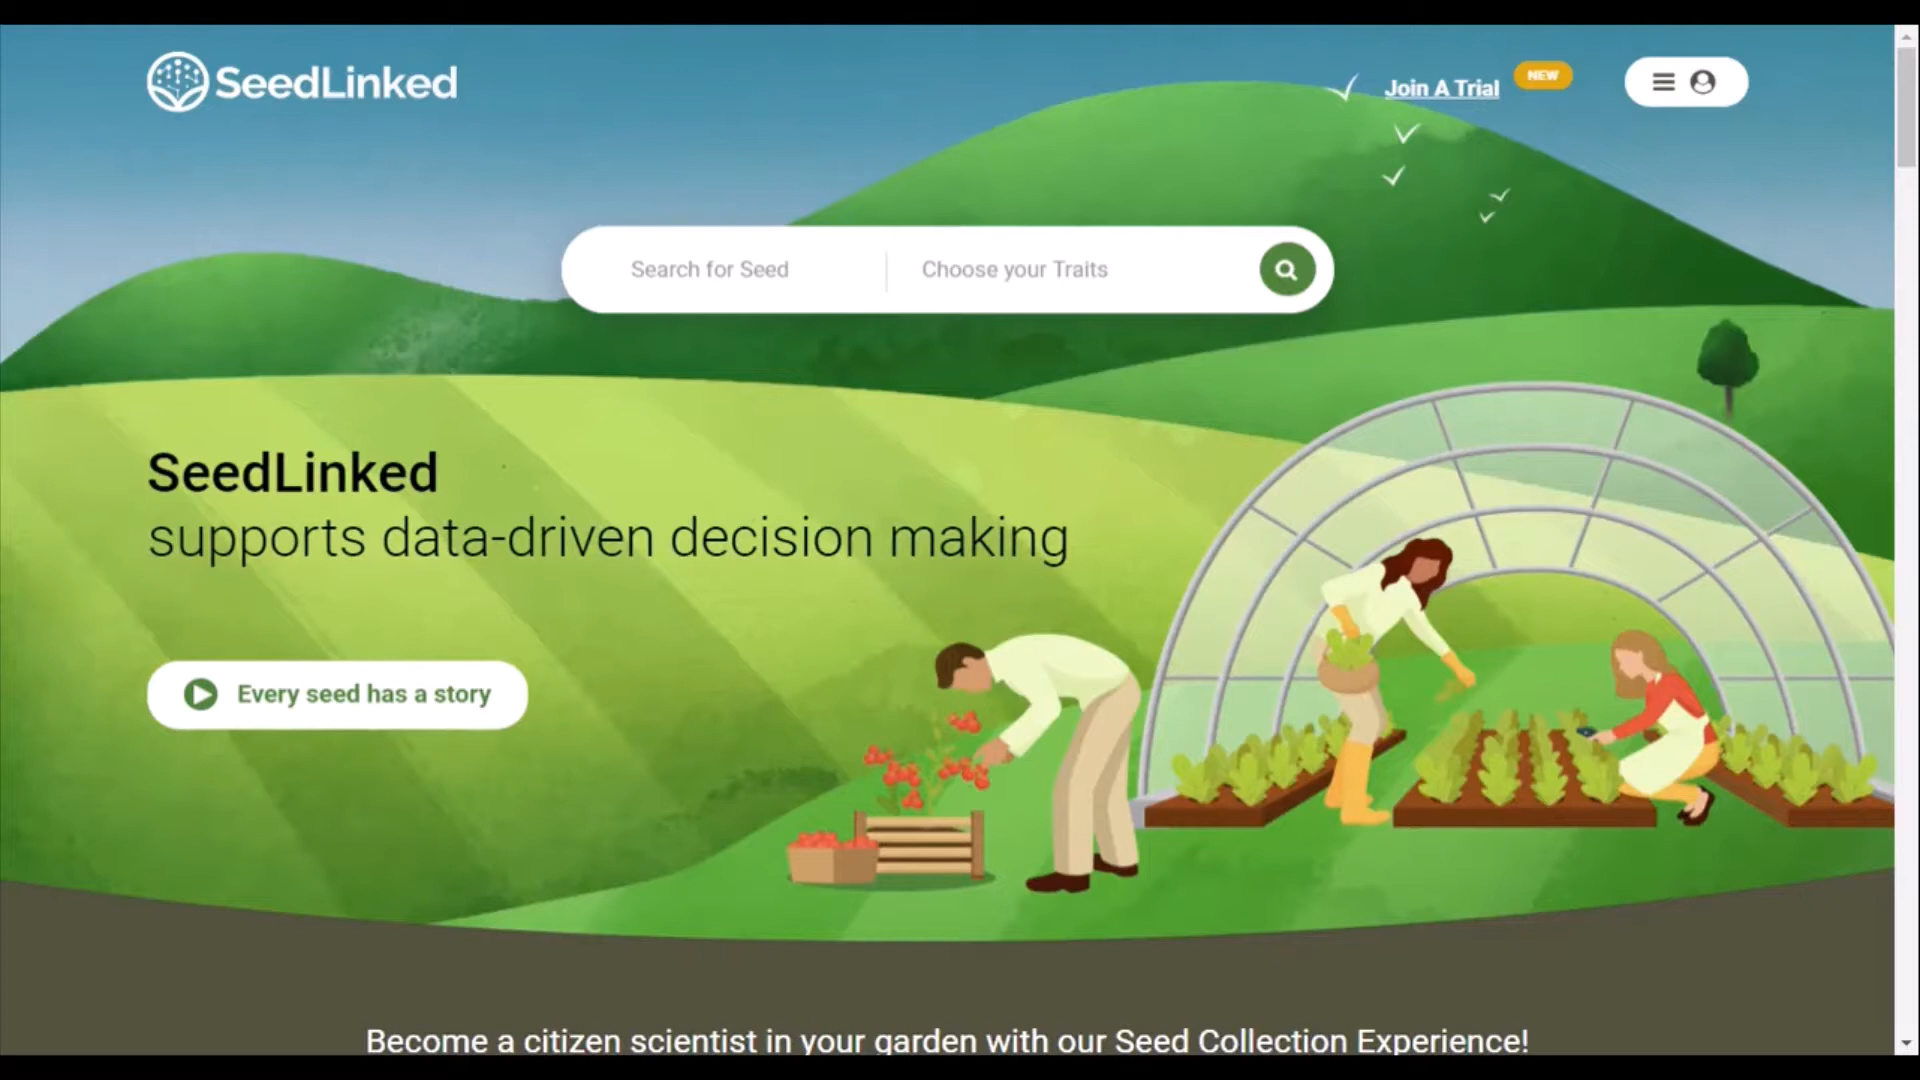 SeedLinked
Join A Trial
NEW
Search for Seed
Choose your Traits
SeedLinked
supports data-driven decision making
Every seed has a story
Become a citizen scientist in your garden with our Seed Collection Experience!